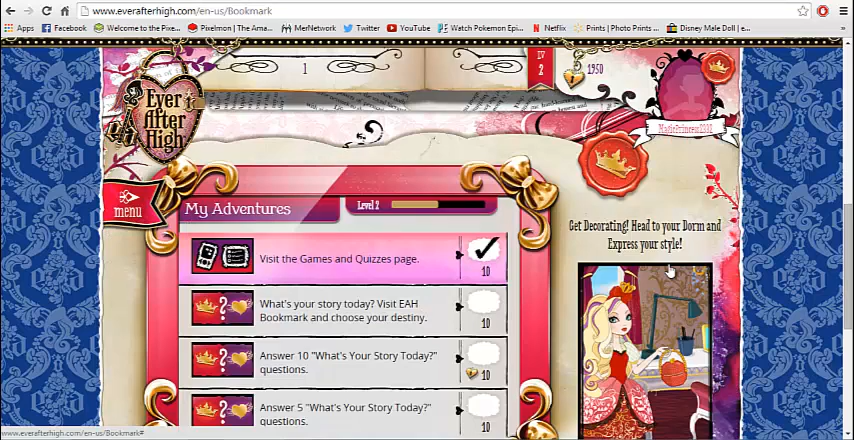 www.everafterhigh.com/en-us/Bookmark
Apps Facebook Welcome to the Pixe... Pixelmon | The Ama... MerNetwork Twitter YouTube Watch Pokemon Epi... Netflix Prints | Photo Prints | ... Disney Male Doll / e...
1
IV
2
1950
Ever
After
High
MagicPrincess2332
menu
My Adventures
Level 2
Get Decorating! Head to your Dorm and
Express your style!
Visit the Games and Quizzes page.
10
What's your story today? Visit EAH
Bookmark and choose your destiny.
10
Answer 10 "What's Your Story Today?"
questions.
10
Answer 5 "What's Your Story Today?"
questions.
10
www.everafterhigh.com/en-us/Bookmark#